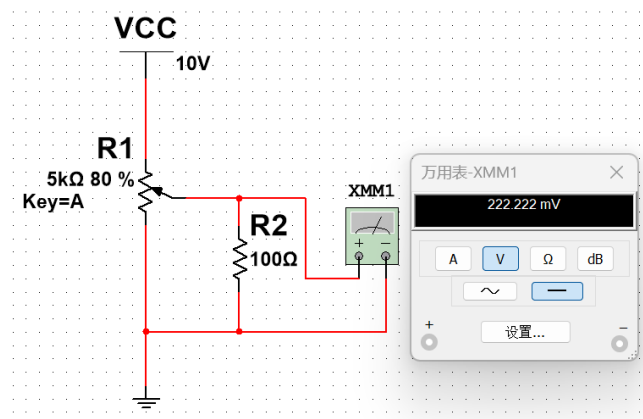 VCC
10V
R1
5kΩ 80 %
Key=A
R2
100Ω
XMM1
+ −
万用表-XMM1
222.222 mV
A V Ω dB
+ 设置... −